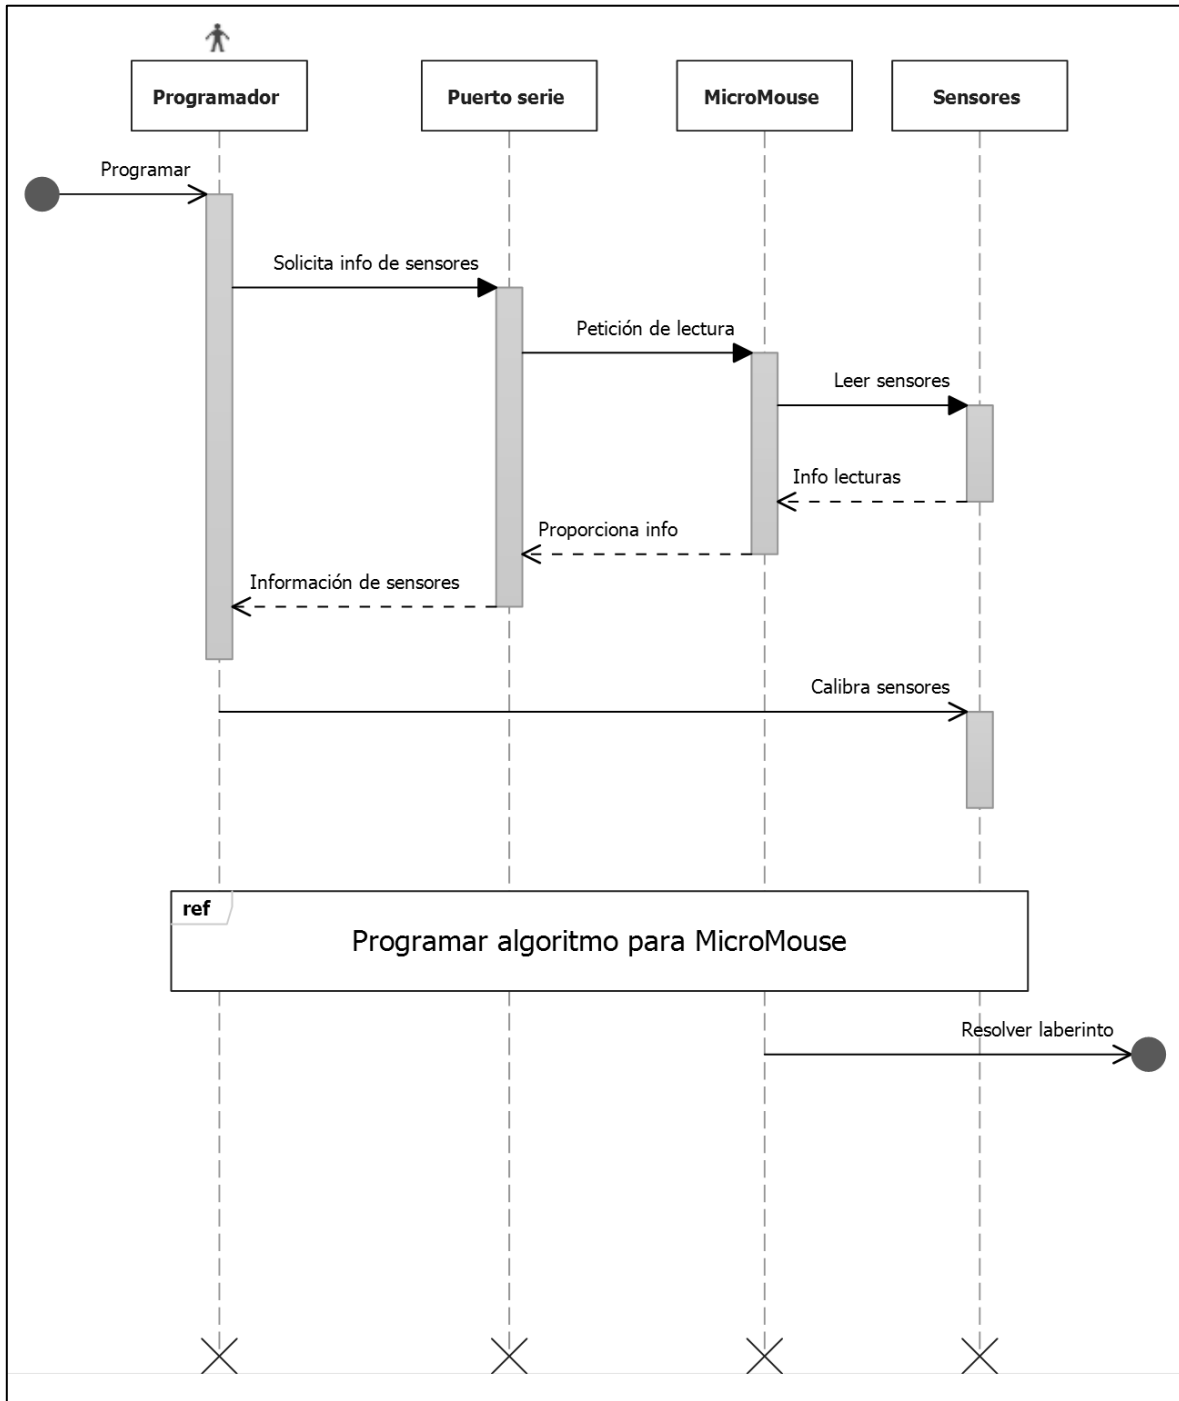 Programador
Puerto serie
MicroMouse
Sensores
Programar
Solicita info de sensores
Petición de lectura
Leer sensores
Info lecturas
Proporciona info
Información de sensores
Calibra sensores
ref
Programar algoritmo para MicroMouse
Resolver laberinto